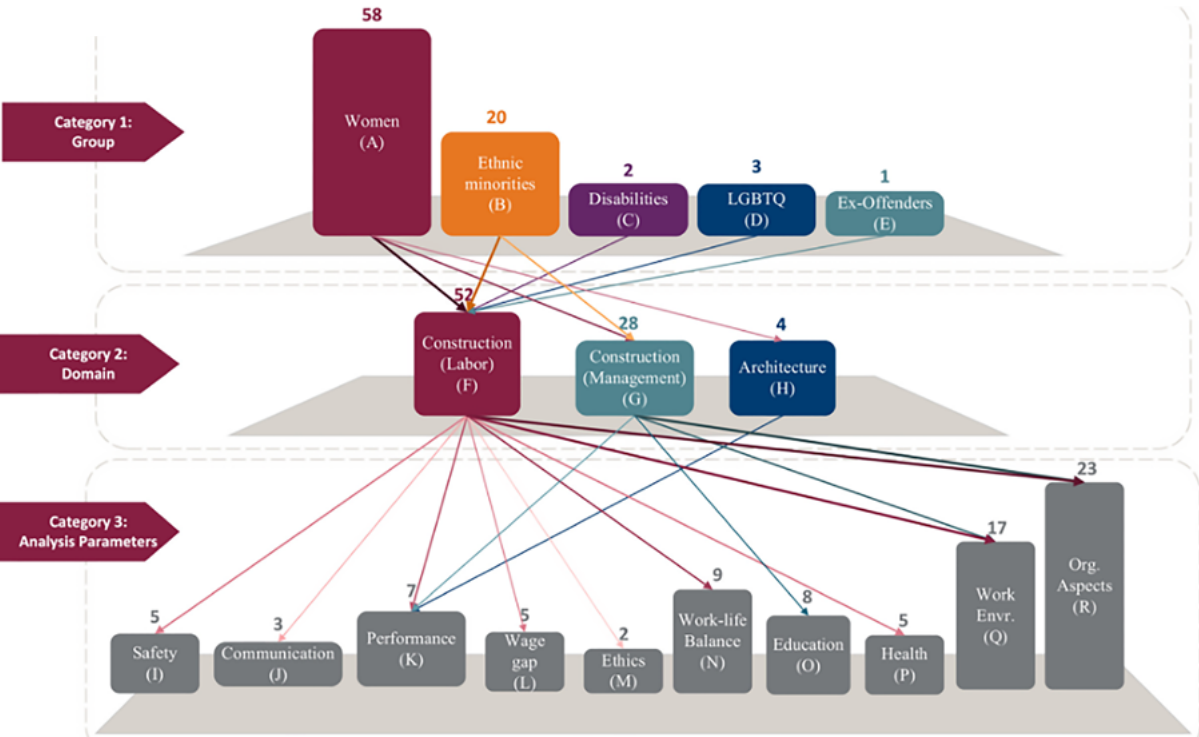 58
Category 1:
Group
Women
(A)
20
Ethnic
minorities
(B)
2
Disabilities
(C)
3
LGBTQ
(D)
1
Ex-Offenders
(E)
Category 2:
Domain
52
Construction
(Labor)
(F)
28
Construction
(Management)
(G)
4
Architecture
(H)
Category 3:
Analysis Parameters
5
Safety
(I)
3
Communication
(J)
7
Performance
(K)
5
Wage
gap
(L)
2
Ethics
(M)
9
Work-life
Balance
(N)
8
Education
(O)
5
Health
(P)
17
Work
Envr.
(Q)
23
Org.
Aspects
(R)